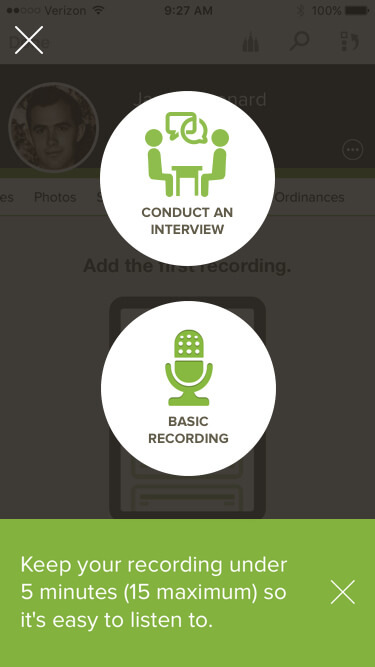 Verizon 9:27 AM 100%
Photos Ordinances
CONDUCT AN
INTERVIEW
Add the first recording.
BASIC
RECORDING
Keep your recording under
5 minutes (15 maximum) so
it's easy to listen to.